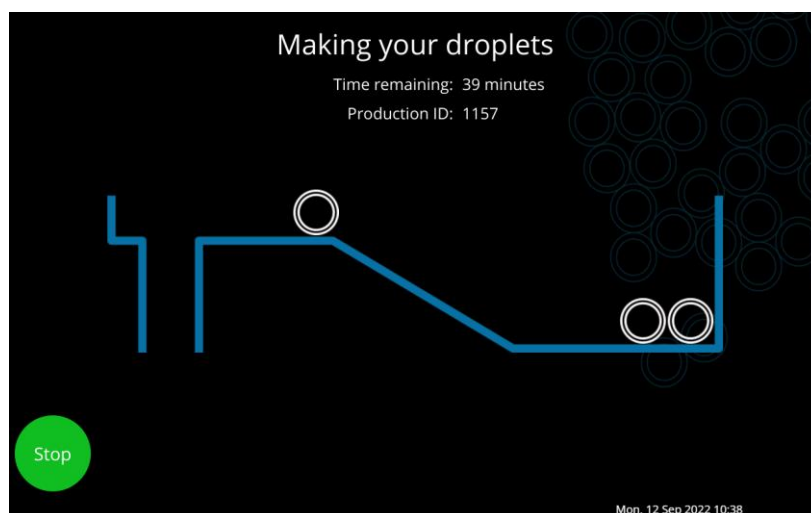 Making your droplets
Time remaining: 39 minutes
Production ID: 1157
Stop
Mon, 12 Sep 2022 10:38